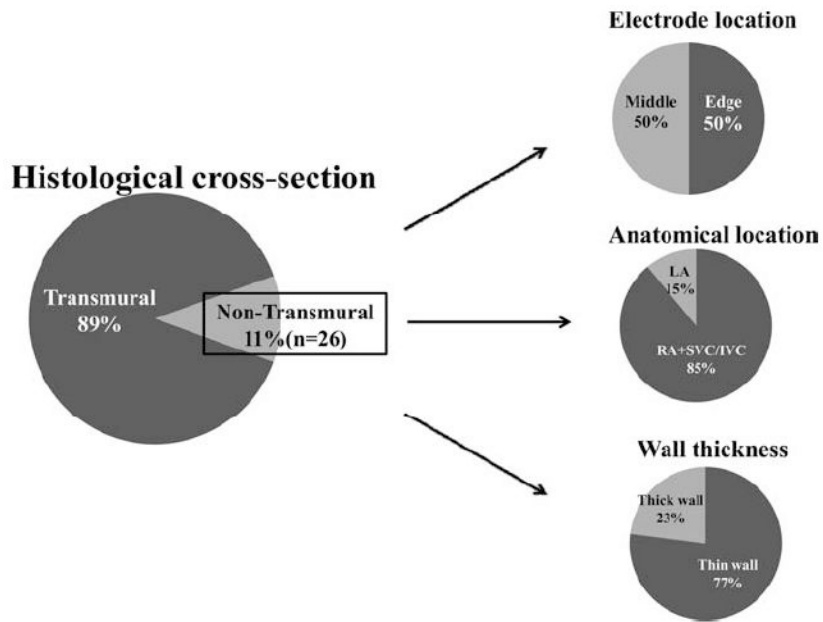 Electrode location
Middle
50%
Edge
50%
Histological cross-section
Transmural
89%
Non-Transmural
11%(n=26)
Anatomical location
LA
15%
RA+SVC/IVC
85%
Wall thickness
Thick wall
23%
Thin wall
77%